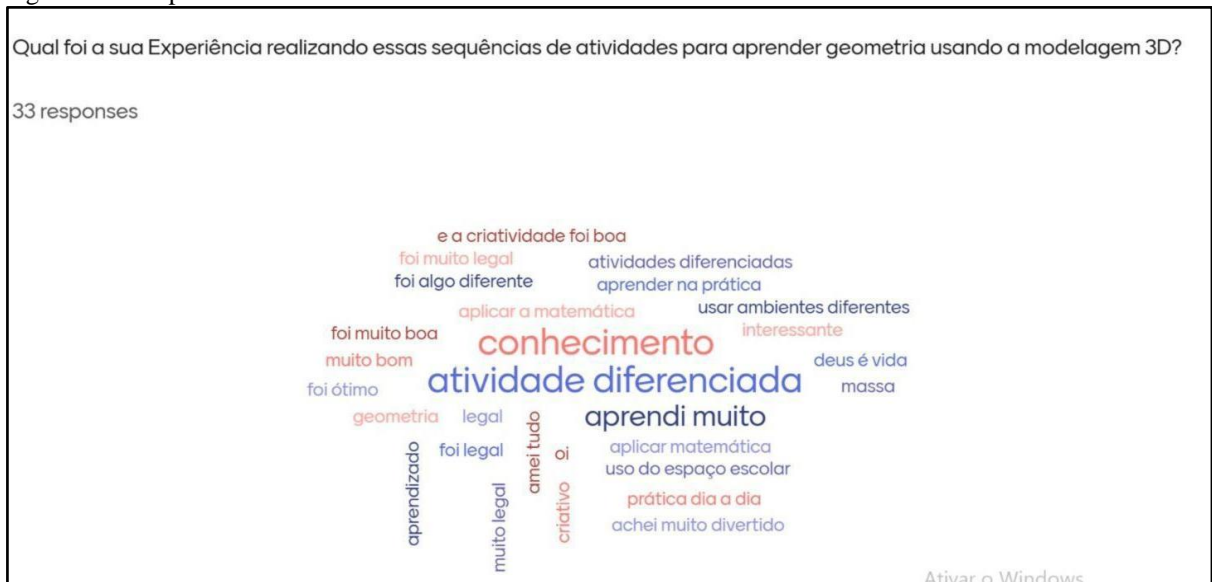 Qual foi a sua Experiência realizando essas sequências de atividades para aprender geometria usando a modelagem 3D?
33 responses
e a criatividade foi boa
foi muito legal
atividades diferenciadas
foi algo diferente
aprender na prática
aplicar a matemática
usar ambientes diferentes
foi muito boa
conhecimento
interessante
muito bom
deus é vida
foi ótimo
atividade diferenciada
massa
geometria
legal
aprendi muito
aprendizado
foi legal
amei tudo
oi
aplicar matemática
uso do espaço escolar
muito legal
criativo
prática dia a dia
achei muito divertido
Ativar o Windows